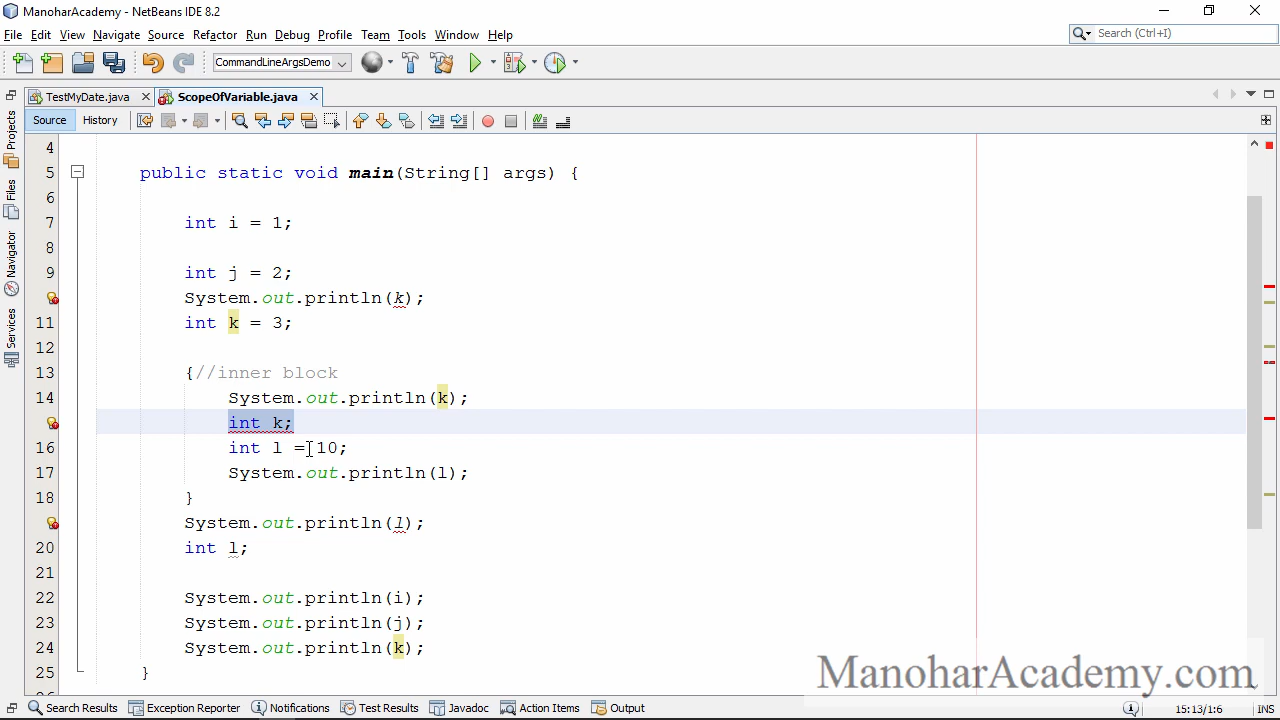 ManoharAcademy - NetBeans IDE 8.2
File Edit View Navigate Source Refactor Run Debug Profile Team Tools Window Help
Search (Ctrl+I)
CommandLineArgsDemo
TestMyDate.java ScopeOfVariable.java
Source History
Projects
Files
Navigator
Services
4
5 public static void main(String[] args) {
6
7 int i = 1;
8
9 int j = 2;
System.out.println(k);
11 int k = 3;
12
13 {//inner block
14 System.out.println(k);
int k;
16 int l = 10;
17 System.out.println(l);
18 }
System.out.println(l);
20 int l;
21
22 System.out.println(i);
23 System.out.println(j);
24 System.out.println(k);
25 }
ManoharAcademy.com
Search Results Exception Reporter Notifications Test Results Javadoc Action Items Output 15:13/1:6 INS